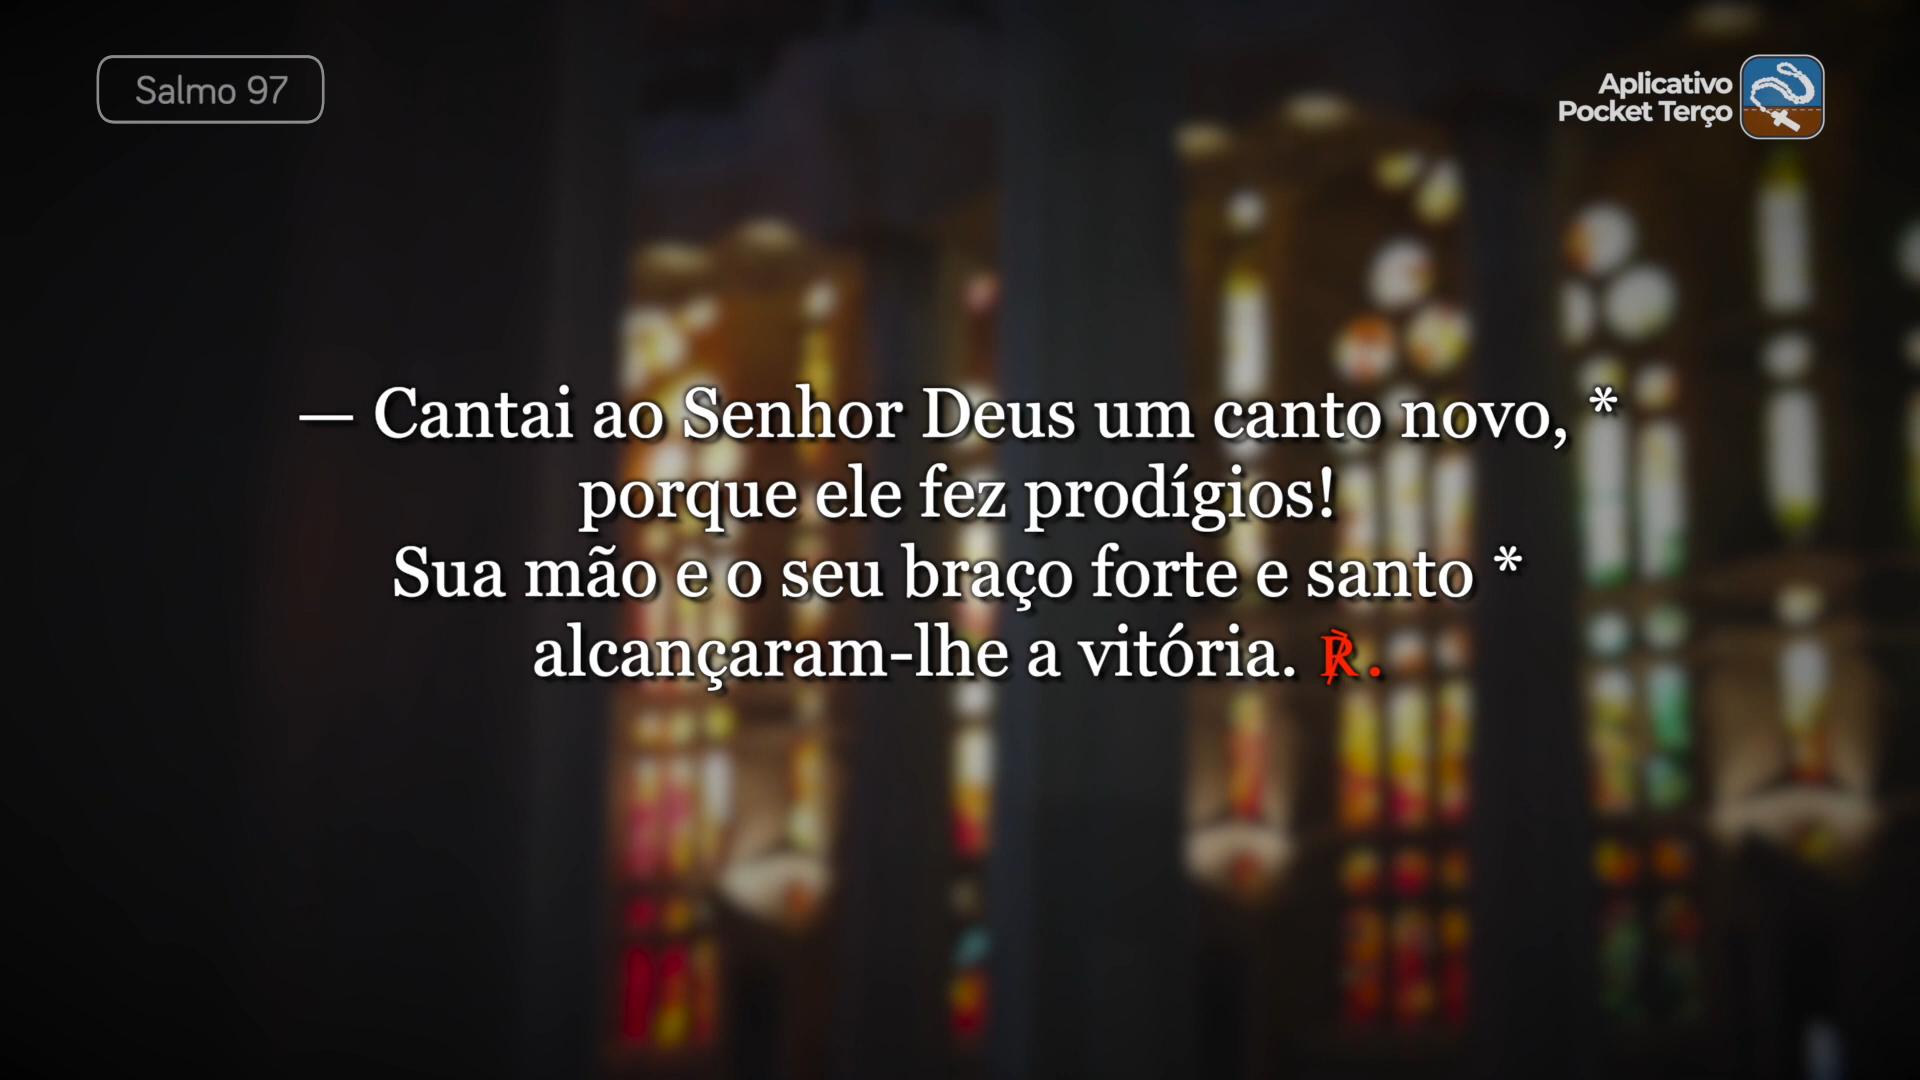 Salmo 97
Aplicativo
Pocket Terço
— Cantai ao Senhor Deus um canto novo, *
porque ele fez prodígios!
Sua mão e o seu braço forte e santo *
alcançaram-lhe a vitória. ℟.